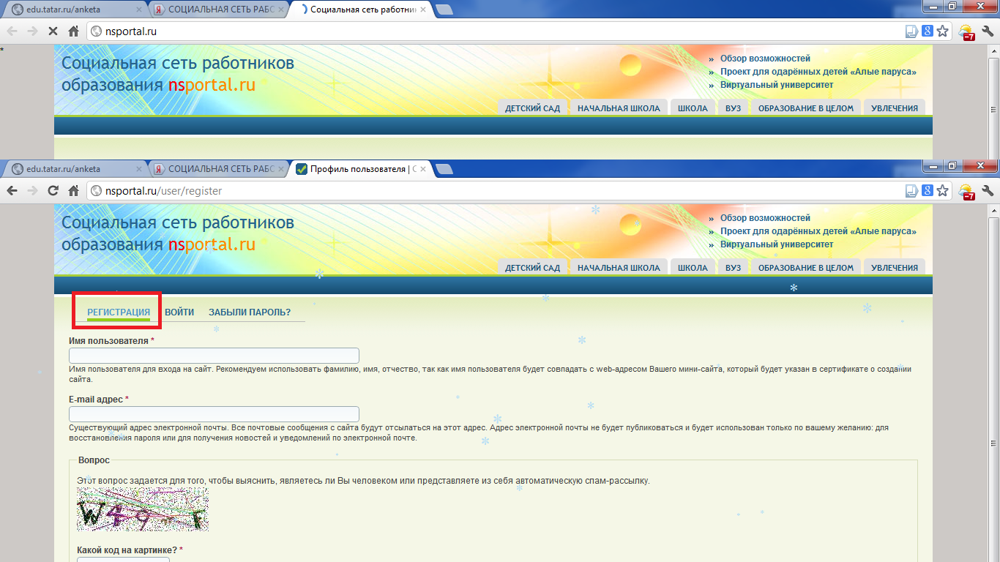 edu.tatar.ru/anketa
СОЦИАЛЬНАЯ СЕТЬ РАБО
Социальная сеть работни
nsportal.ru
-7
*
Социальная сеть работников
образования nsportal.ru
» Обзор возможностей
» Проект для одарённых детей «Алые паруса»
» Виртуальный университет
ДЕТСКИЙ САД
НАЧАЛЬНАЯ ШКОЛА
ШКОЛА
ВУЗ
ОБРАЗОВАНИЕ В ЦЕЛОМ
УВЛЕЧЕНИЯ
edu.tatar.ru/anketa
СОЦИАЛЬНАЯ СЕТЬ РАБО
Профиль пользователя | С
nsportal.ru/user/register
-7
Социальная сеть работников
образования nsportal.ru
» Обзор возможностей
» Проект для одарённых детей «Алые паруса»
» Виртуальный университет
ДЕТСКИЙ САД
НАЧАЛЬНАЯ ШКОЛА
ШКОЛА
ВУЗ
ОБРАЗОВАНИЕ В ЦЕЛОМ
УВЛЕЧЕНИЯ
РЕГИСТРАЦИЯ
ВОЙТИ
ЗАБЫЛИ ПАРОЛЬ?
Имя пользователя *
Имя пользователя для входа на сайт. Рекомендуем использовать фамилию, имя, отчество, так как имя пользователя будет совпадать с web-адресом Вашего мини-сайта, который будет указан в сертификате о создании
сайта.
E-mail адрес *
Существующий адрес электронной почты. Все почтовые сообщения с сайта будут отсылаться на этот адрес. Адрес электронной почты не будет публиковаться и будет использован только по вашему желанию: для
восстановления пароля или для получения новостей и уведомлений по электронной почте.
Вопрос
Этот вопрос задается для того, чтобы выяснить, являетесь ли Вы человеком или представляете из себя автоматическую спам-рассылку.
Какой код на картинке? *